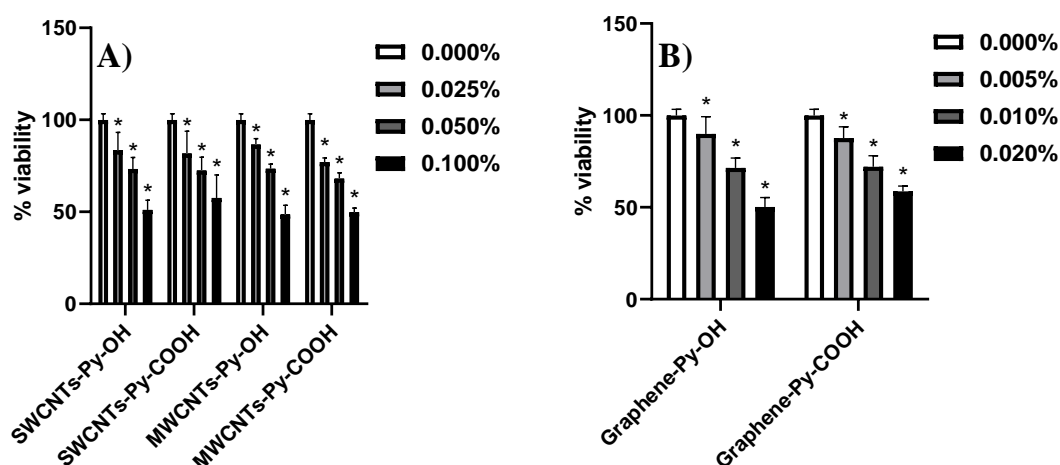 A)
% viability
150
100
50
0
* * * * * * * * * * * *
SWCNTs-Py-OH
SWCNTs-Py-COOH
MWCNTs-Py-OH
MWCNTs-Py-COOH
0.000%
0.025%
0.050%
0.100%
B)
% viability
150
100
50
0
* * * * * *
Graphene-Py-OH
Graphene-Py-COOH
0.000%
0.005%
0.010%
0.020%